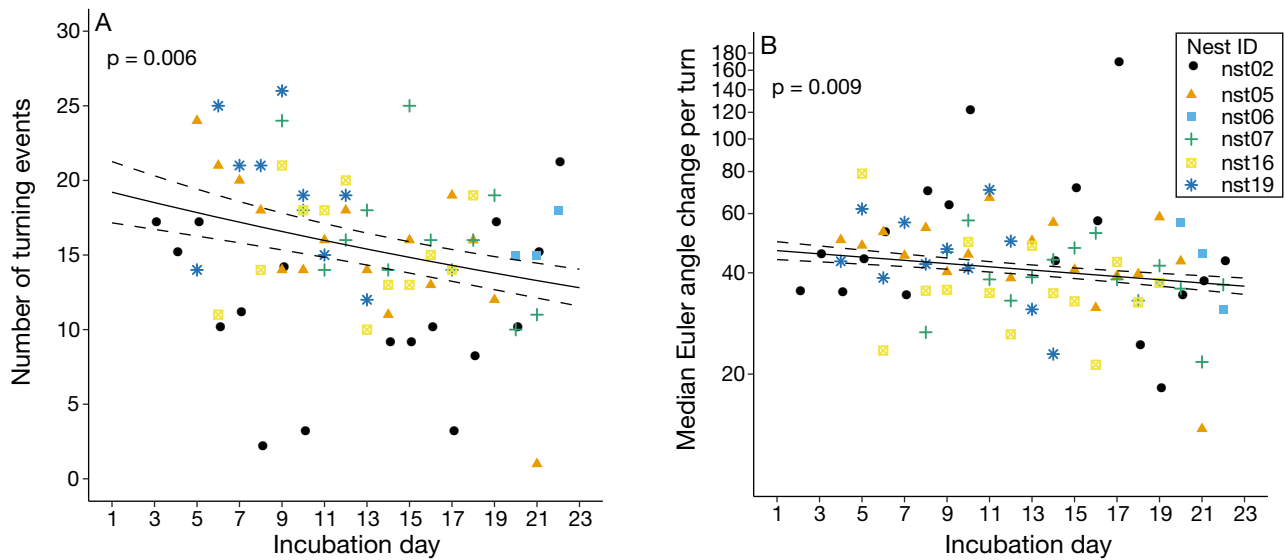 A
p = 0.006
Number of turning events
30
25
20
15
10
5
0
1 3 5 7 9 11 13 15 17 19 21 23
Incubation day
B
p = 0.009
Median Euler angle change per turn
180
160
140
120
100
80
60
40
20
1 3 5 7 9 11 13 15 17 19 21 23
Incubation day
Nest ID
nst02
nst05
nst06
nst07
nst16
nst19